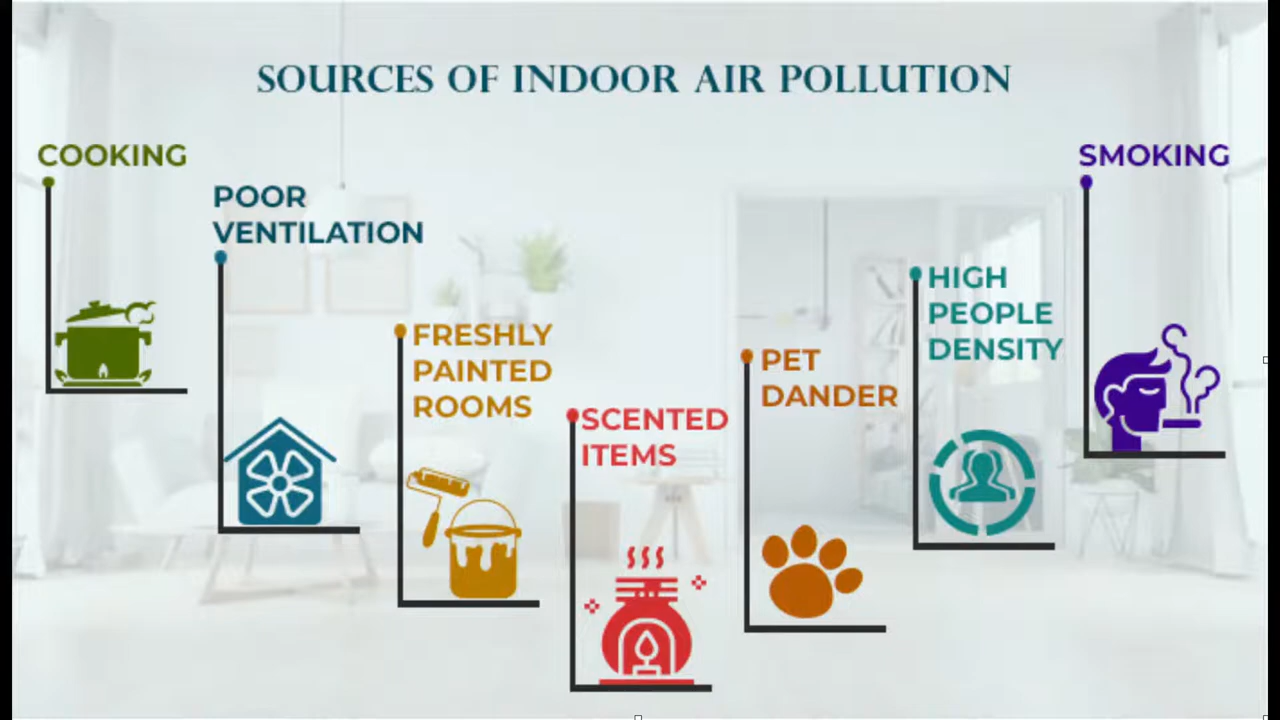 SOURCES OF INDOOR AIR POLLUTION
COOKING
POOR
VENTILATION
FRESHLY
PAINTED
ROOMS
SCENTED
ITEMS
PET
DANDER
HIGH
PEOPLE
DENSITY
SMOKING